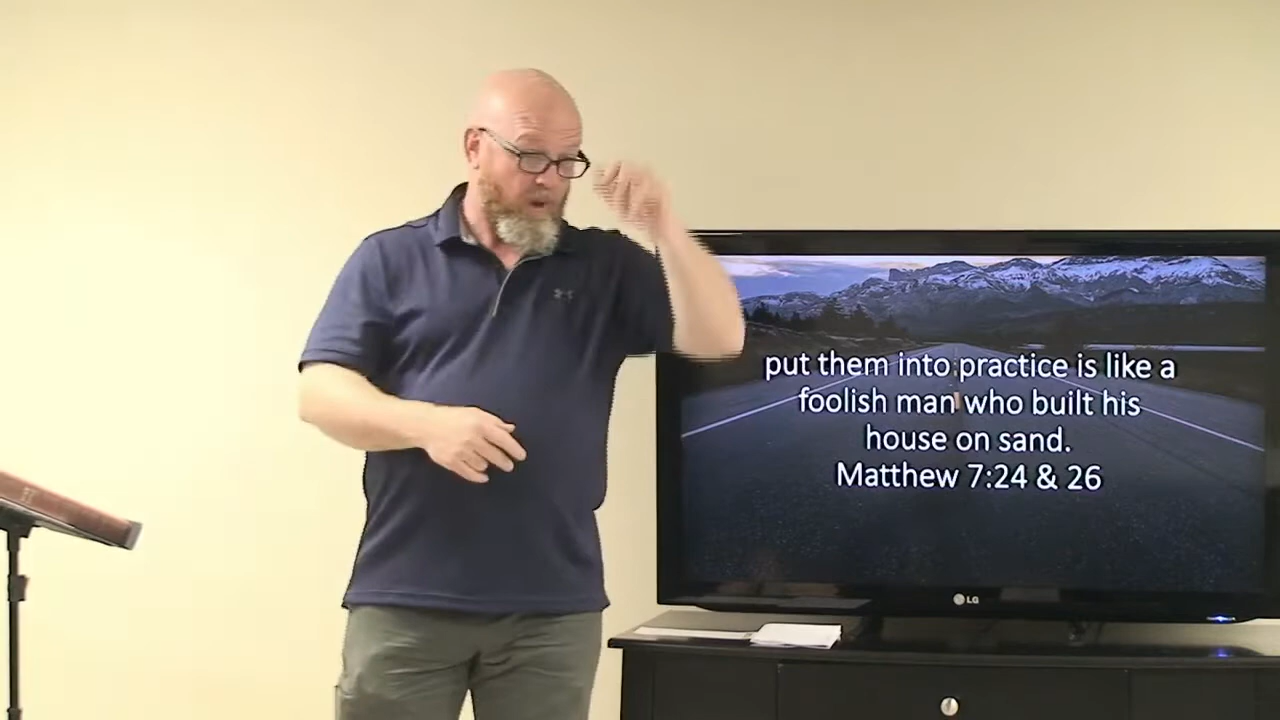 put them into practice is like a
foolish man who built his
house on sand.
Matthew 7:24 & 26
LG